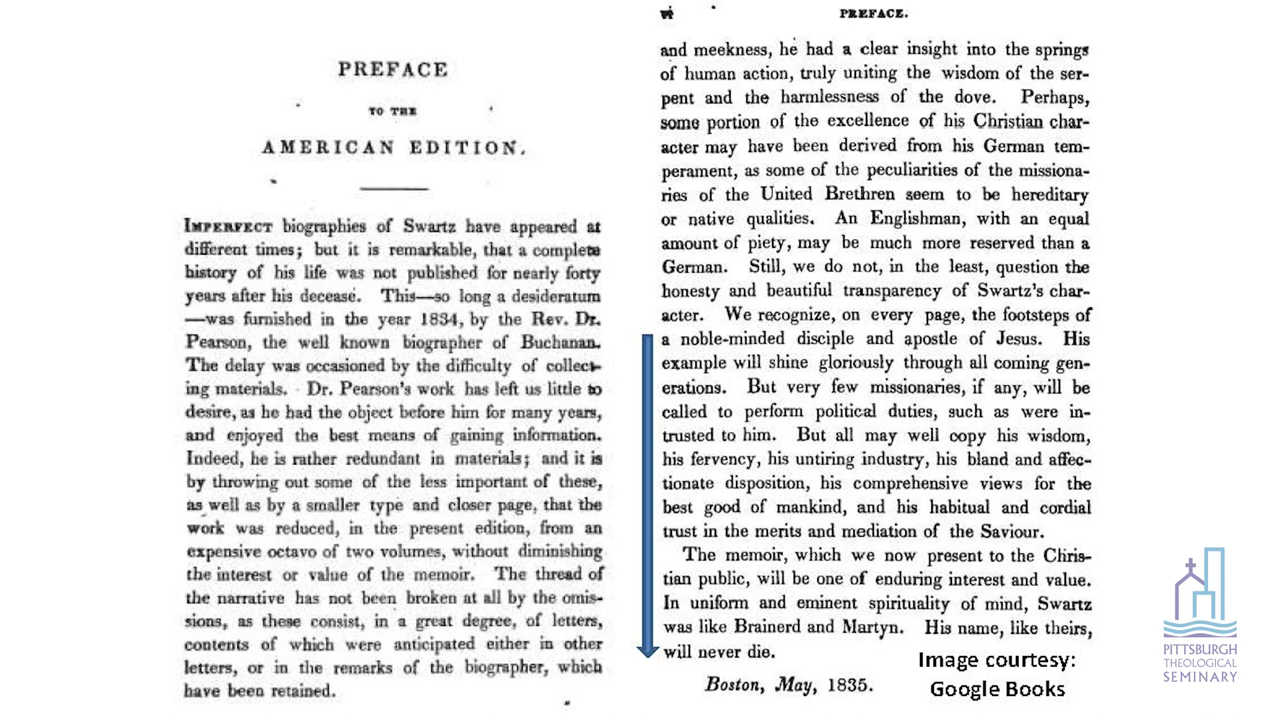 PREFACE
TO THE
AMERICAN EDITION.
IMPERFECT biographies of Swartz have appeared at
different times; but it is remarkable, that a complete
history of his life was not published for nearly forty
years after his decease. This—so long a desideratum
—was furnished in the year 1834, by the Rev. Dr.
Pearson, the well known biographer of Buchanan.
The delay was occasioned by the difficulty of collect-
ing materials. Dr. Pearson's work has left us little to
desire, as he had the object before him for many years,
and enjoyed the best means of gaining information.
Indeed, he is rather redundant in materials; and it is
by throwing out some of the less important of these,
as well as by a smaller type and closer page, that the
work was reduced, in the present edition, from an
expensive octavo of two volumes, without diminishing
the interest or value of the memoir. The thread of
the narrative has not been broken at all by the omis-
sions, as these consist, in a great degree, of letters,
contents of which were anticipated either in other
letters, or in the remarks of the biographer, which
have been retained.
vi PREFACE.
and meekness, he had a clear insight into the springs
of human action, truly uniting the wisdom of the ser-
pent and the harmlessness of the dove. Perhaps,
some portion of the excellence of his Christian char-
acter may have been derived from his German tem-
perament, as some of the peculiarities of the missiona-
ries of the United Brethren seem to be hereditary
or native qualities. An Englishman, with an equal
amount of piety, may be much more reserved than a
German. Still, we do not, in the least, question the
honesty and beautiful transparency of Swartz's char-
acter. We recognize, on every page, the footsteps of
a noble-minded disciple and apostle of Jesus. His
example will shine gloriously through all coming gen-
erations. But very few missionaries, if any, will be
called to perform political duties, such as were in-
trusted to him. But all may well copy his wisdom,
his fervency, his untiring industry, his bland and affec-
tionate disposition, his comprehensive views for the
best good of mankind, and his habitual and cordial
trust in the merits and mediation of the Saviour.
The memoir, which we now present to the Chris-
tian public, will be one of enduring interest and value.
In uniform and eminent spirituality of mind, Swartz
was like Brainerd and Martyn. His name, like theirs,
will never die.
Boston, May, 1835.
Image courtesy:
Google Books
PITTSBURGH
THEOLOGICAL
SEMINARY